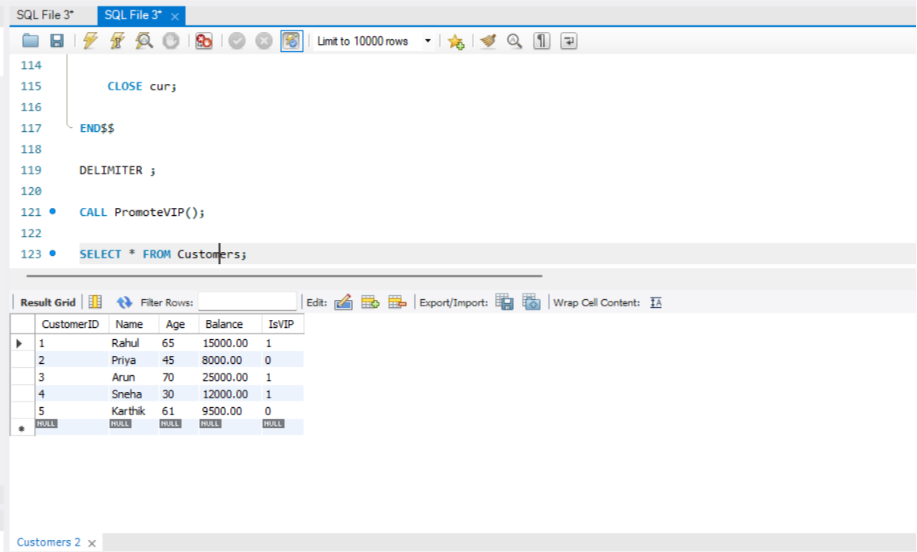 SQL File 3* SQL File 3* ×
Limit to 10000 rows
114
115 CLOSE cur;
116
117 END$$
118
119 DELIMITER ;
120
121 CALL PromoteVIP();
122
123 SELECT * FROM Customers;
Result Grid Filter Rows: Edit: Export/Import: Wrap Cell Content: IA
CustomerID Name Age Balance IsVIP
1 Rahul 65 15000.00 1
2 Priya 45 8000.00 0
3 Arun 70 25000.00 1
4 Sneha 30 12000.00 1
5 Karthik 61 9500.00 0
NULL NULL NULL NULL NULL
Customers 2 ×